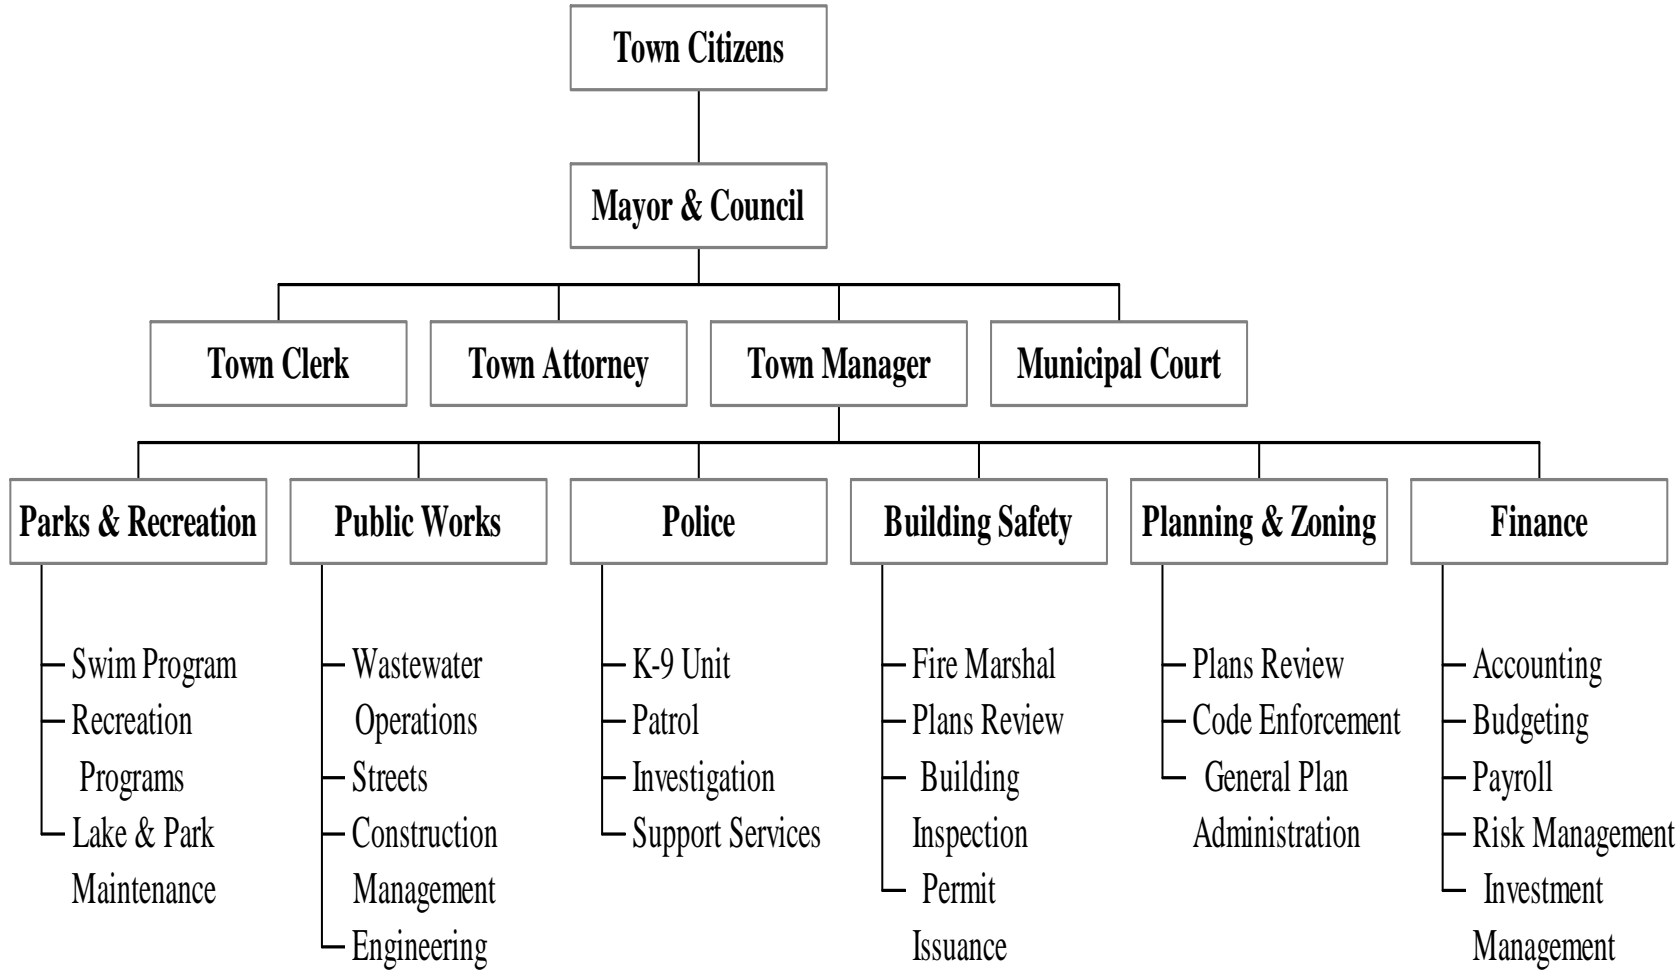 Town Citizens
Mayor & Council
Town Clerk
Town Attorney
Town Manager
Municipal Court
Parks & Recreation
Public Works
Police
Building Safety
Planning & Zoning
Finance
Swim Program
Recreation
Programs
Lake & Park
Maintenance
Wastewater
Operations
Streets
Construction
Management
Engineering
K-9 Unit
Patrol
Investigation
Support Services
Fire Marshal
Plans Review
Building
Inspection
Permit
Issuance
Plans Review
Code Enforcement
General Plan
Administration
Accounting
Budgeting
Payroll
Risk Management
Investment
Management